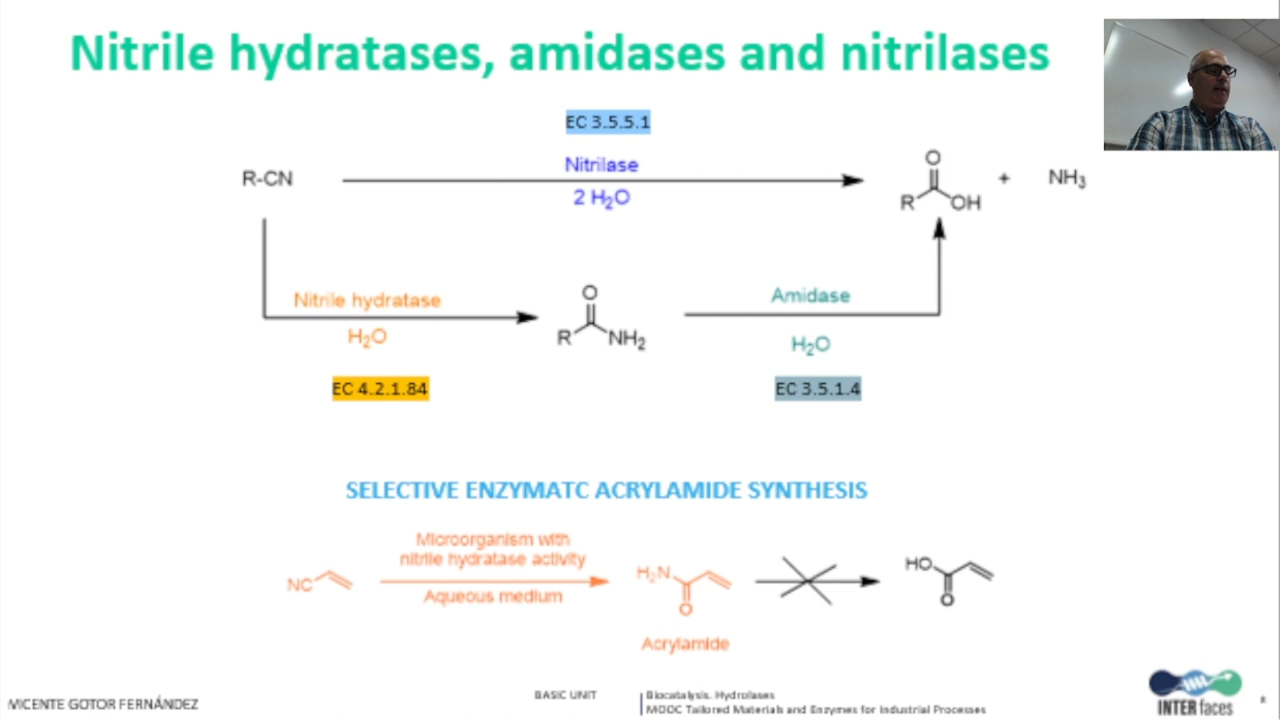 Nitrile hydratases, amidases and nitrilases
EC 3.5.5.1
Nitrilase
R-CN
2 H₂O
O
R
OH
+
NH₃
Nitrile hydratase
H₂O
EC 4.2.1.84
O
R
NH₂
Amidase
H₂O
EC 3.5.1.4
SELECTIVE ENZYMATC ACRYLAMIDE SYNTHESIS
Microorganism with
nitrile hydratase activity
NC
Aqueous medium
H₂N
O
Acrylamide
HO
O
VICENTE GOTOR FERNÁNDEZ
BASIC UNIT
Biocatalysis. Hydrolases
MOOC Tailored Materials and Enzymes for Industrial Processes
INTERfaces